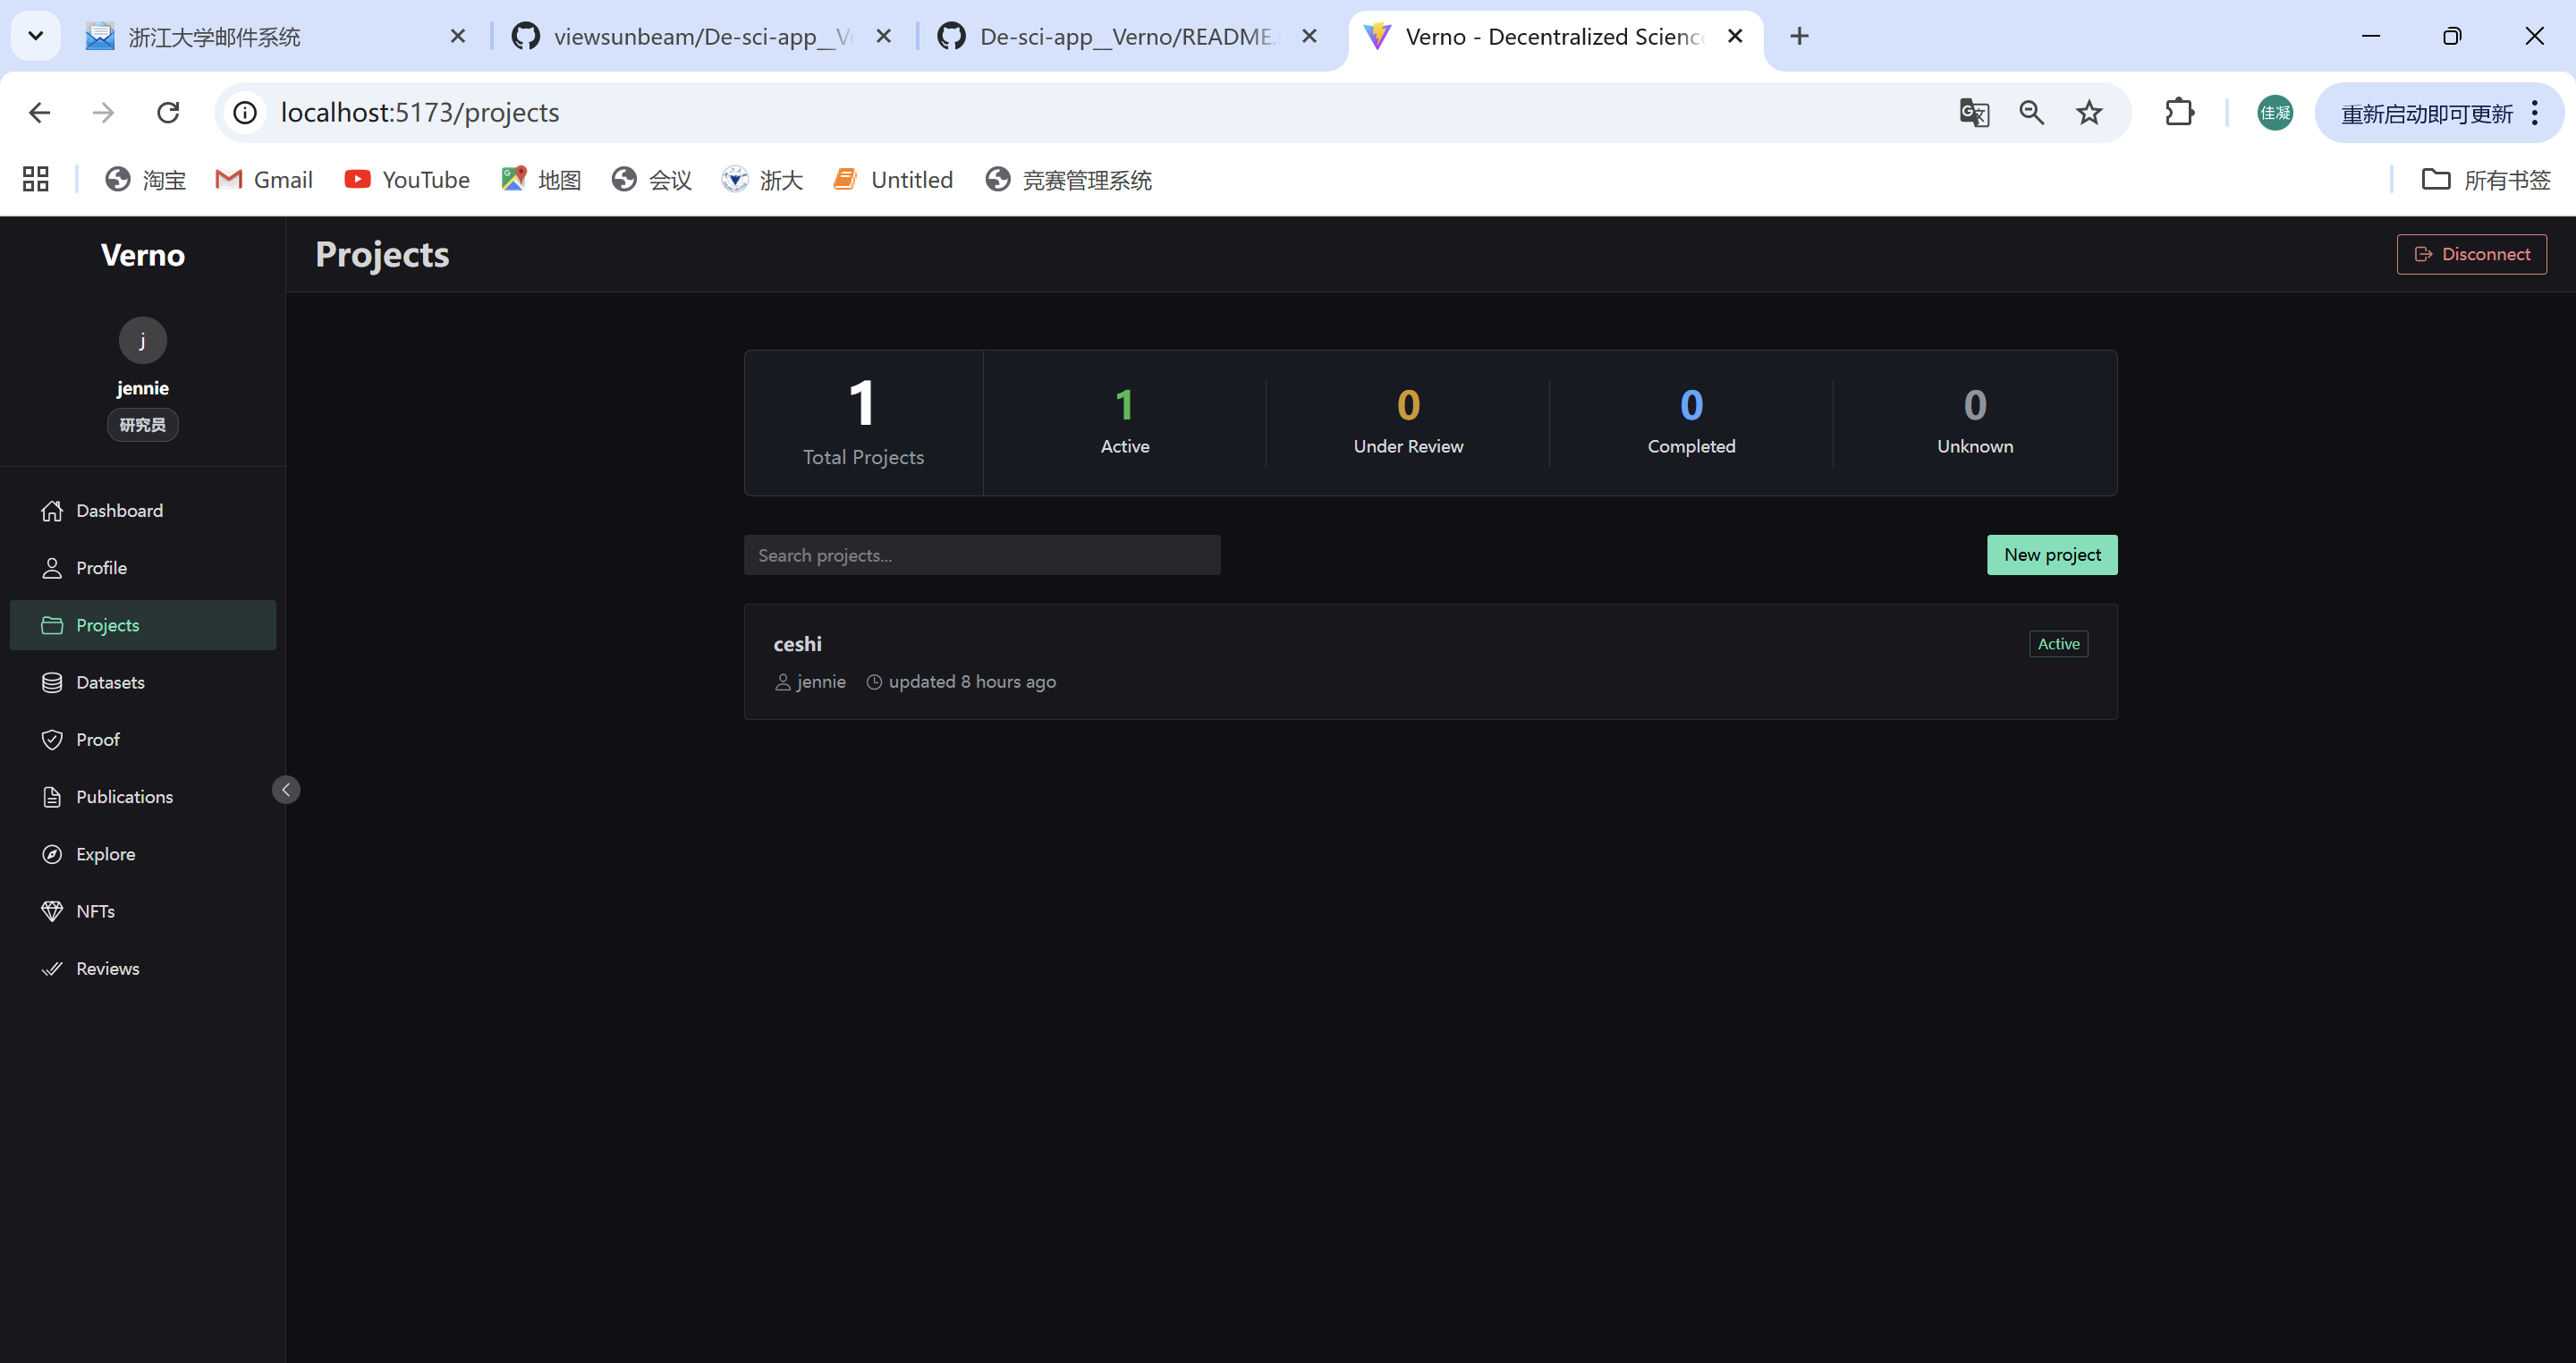 浙江大学邮件系统
viewsunbeam/De-sci-app__Ve
De-sci-app__Verno/README.
Verno - Decentralized Science
localhost:5173/projects
佳凝
重新启动即可更新
淘宝
Gmail
YouTube
地图
会议
浙大
Untitled
竞赛管理系统
所有书签
Verno
Projects
Disconnect
j
jennie
研究员
1
Total Projects
1
Active
0
Under Review
0
Completed
0
Unknown
Dashboard
Profile
Projects
Datasets
Proof
Publications
Explore
NFTs
Reviews
Search projects...
New project
ceshi
Active
jennie
updated 8 hours ago